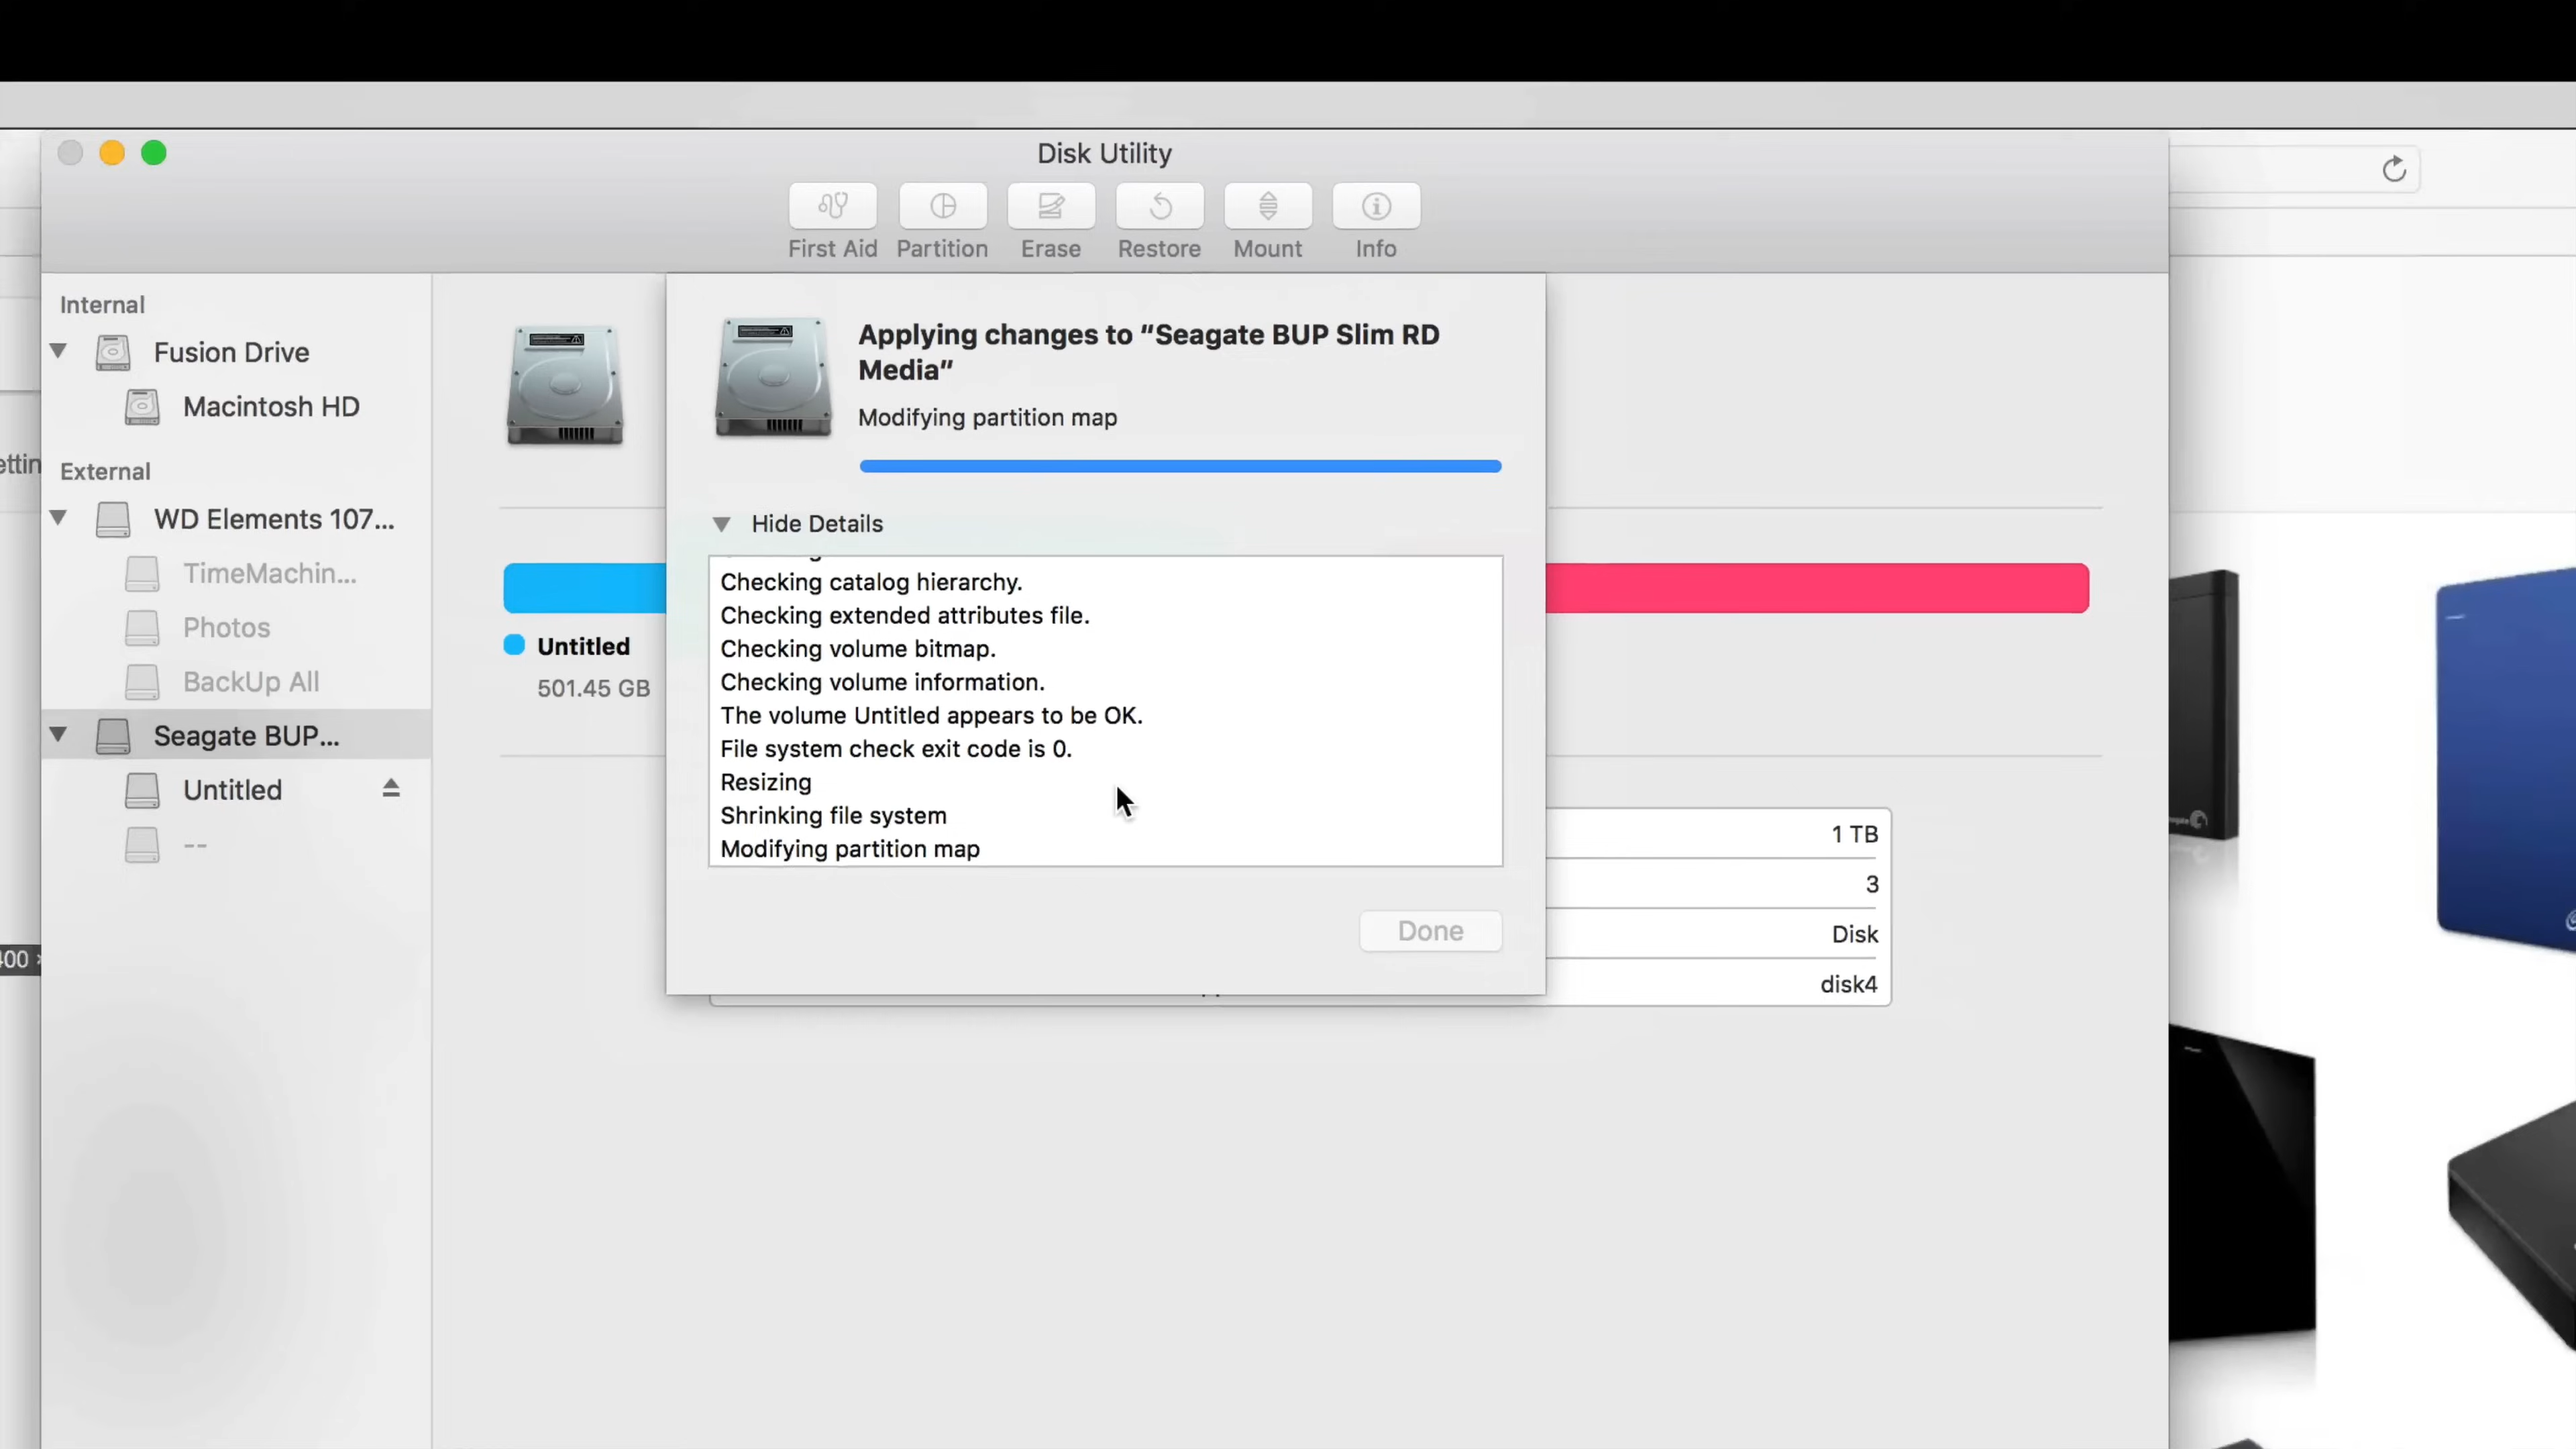 Disk Utility
First Aid
Partition
Erase
Restore
Mount
Info
Internal
Fusion Drive
Macintosh HD
External
WD Elements 107...
TimeMachin...
Photos
BackUp All
Seagate BUP...
Untitled
--
Applying changes to “Seagate BUP Slim RD
Media”
Modifying partition map
Hide Details
Checking catalog hierarchy.
Checking extended attributes file.
Checking volume bitmap.
Checking volume information.
The volume Untitled appears to be OK.
File system check exit code is 0.
Resizing
Shrinking file system
Modifying partition map
Done
Untitled
501.45 GB
1 TB
3
Disk
disk4
400